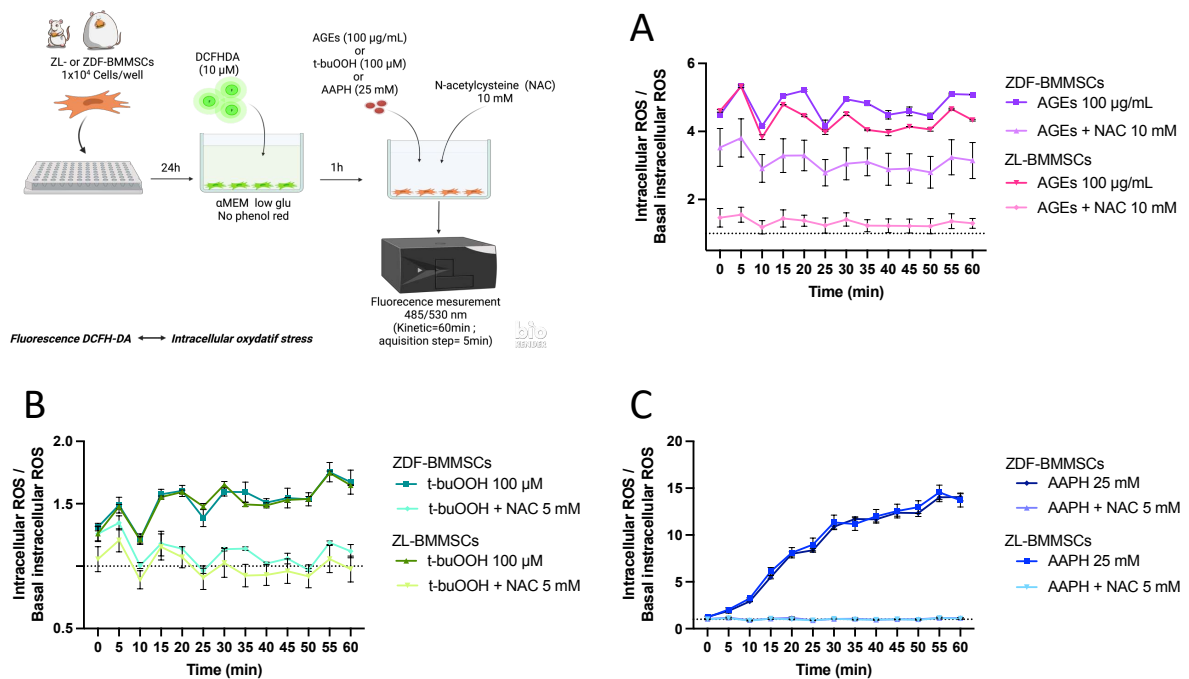 ZL- or ZDF-BMMSCs
1x10⁴ Cells/well
24h
DCFHDA
(10 µM)
αMEM low glu
No phenol red
1h
AGEs (100 µg/mL)
or
t-buOOH (100 µM)
or
AAPH (25 mM)
N-acetylcysteine (NAC)
10 mM
Fluorecence mesurement
485/530 nm
(Kinetic=60min ;
aquisition step= 5min)
Fluorescence DCFH-DA
Intracellular oxydatif stress
bio
RENDER
A
Intracellular ROS /
Basal instracellular ROS
6
4
2
0 5 10 15 20 25 30 35 40 45 50 55 60
Time (min)
ZDF-BMMSCs
AGEs 100 µg/mL
AGEs + NAC 10 mM
ZL-BMMSCs
AGEs 100 µg/mL
AGEs + NAC 10 mM
B
Intracellular ROS /
Basal instracellular ROS
2.0
1.5
1
0.5
0 5 10 15 20 25 30 35 40 45 50 55 60
Time (min)
ZDF-BMMSCs
t-buOOH 100 µM
t-buOOH + NAC 5 mM
ZL-BMMSCs
t-buOOH 100 µM
t-buOOH + NAC 5 mM
C
Intracellular ROS /
Basal instracellular ROS
20
15
10
5
0
0 5 10 15 20 25 30 35 40 45 50 55 60
Time (min)
ZDF-BMMSCs
AAPH 25 mM
AAPH + NAC 5 mM
ZL-BMMSCs
AAPH 25 mM
AAPH + NAC 5 mM